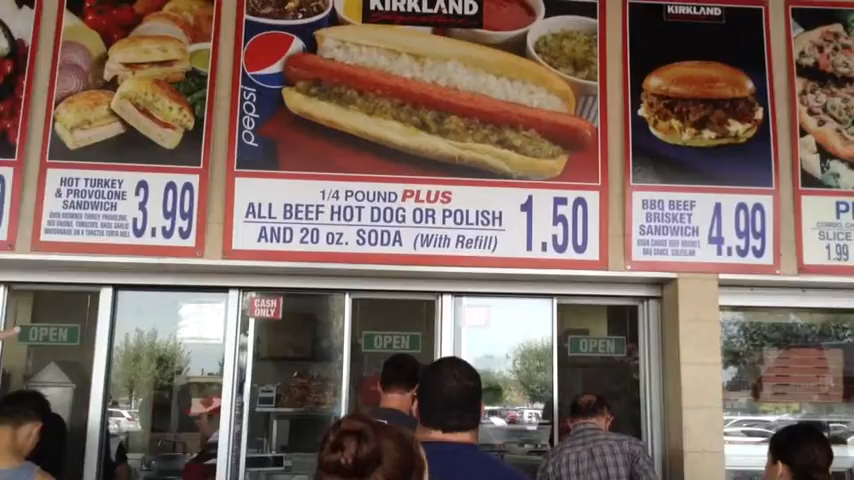 KIRKLAND
Signature
pepsi
KIRKLAND
HOT TURKEY
& PROVOLONE
SANDWICH
3.99
1/4 POUND PLUS
ALL BEEF HOT DOG OR POLISH
AND 20 oz. SODA (With Refill)
1.50
BBQ BEEF
BRISKET
SANDWICH
4.99
SLICE
1.99
CASH
ONLY
OPEN
OPEN
OPEN